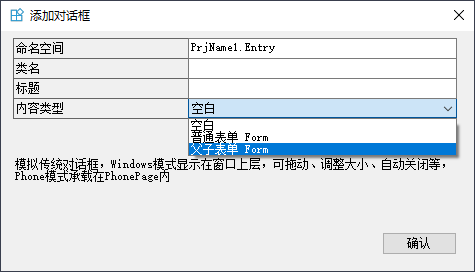 添加对话框
命名空间 PrjName1.Entry
类名
标题
内容类型 空白
空白
普通表单 Form
父子表单 Form
模拟传统对话框，Windows模式显示在窗口上层，可拖动、调整大小、自动关闭等，
Phone模式承载在PhonePage内
确认